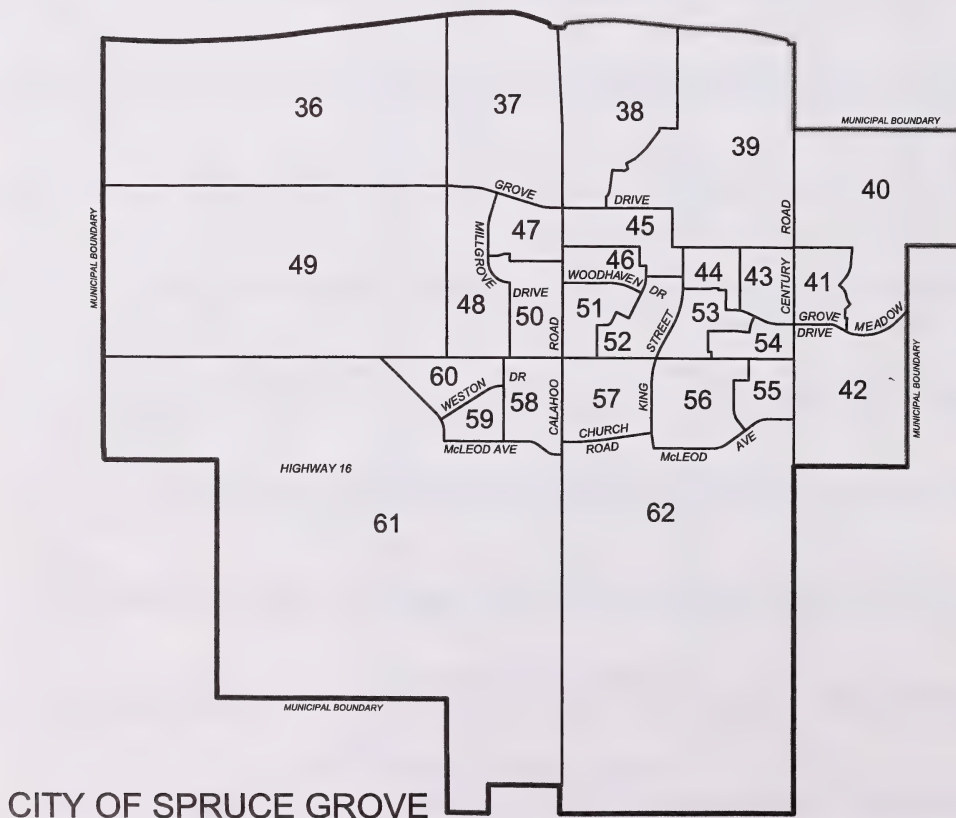 36
37
38
39
MUNICIPAL BOUNDARY
40
MUNICIPAL BOUNDARY
GROVE
DRIVE
ROAD
47
45
MILLGROVE
49
46
44
43
CENTURY
41
WOODHAVEN
DR
48
DRIVE
50
51
53
GROVE
DRIVE
MEADOW
ROAD
52
STREET
54
MUNICIPAL BOUNDARY
60
WESTON
DR
58
CALAHOO
57
KING
56
55
42
59
CHURCH
ROAD
McLEOD AVE
McLEOD
AVE
HIGHWAY 16
61
62
MUNICIPAL BOUNDARY
CITY OF SPRUCE GROVE